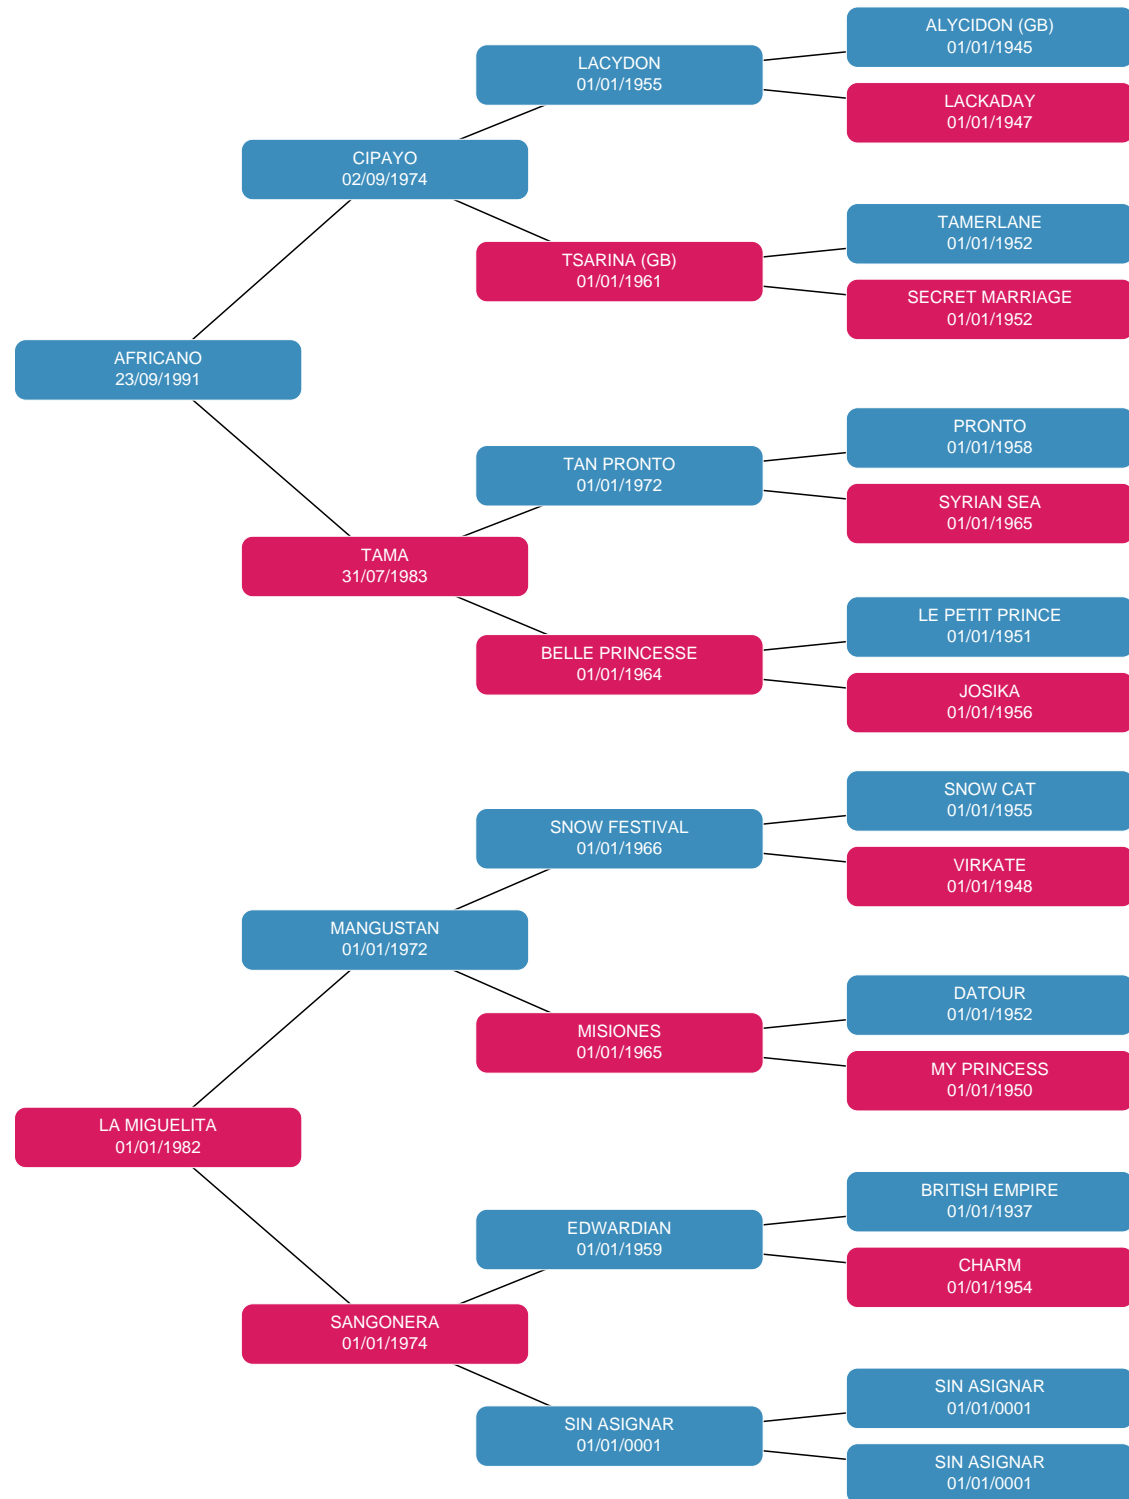 ALYCIDON (GB)
01/01/1945
LACYDON
01/01/1955
LACKADAY
01/01/1947
CIPAYO
02/09/1974
TAMERLANE
01/01/1952
TSARINA (GB)
01/01/1961
SECRET MARRIAGE
01/01/1952
AFRICANO
23/09/1991
PRONTO
01/01/1958
TAN PRONTO
01/01/1972
SYRIAN SEA
01/01/1965
TAMA
31/07/1983
LE PETIT PRINCE
01/01/1951
BELLE PRINCESSE
01/01/1964
JOSIKA
01/01/1956
SNOW CAT
01/01/1955
SNOW FESTIVAL
01/01/1966
VIRKATE
01/01/1948
MANGUSTAN
01/01/1972
DATOUR
01/01/1952
MISIONES
01/01/1965
MY PRINCESS
01/01/1950
LA MIGUELITA
01/01/1982
BRITISH EMPIRE
01/01/1937
EDWARDIAN
01/01/1959
CHARM
01/01/1954
SANGONERA
01/01/1974
SIN ASIGNAR
01/01/0001
SIN ASIGNAR
01/01/0001
SIN ASIGNAR
01/01/0001